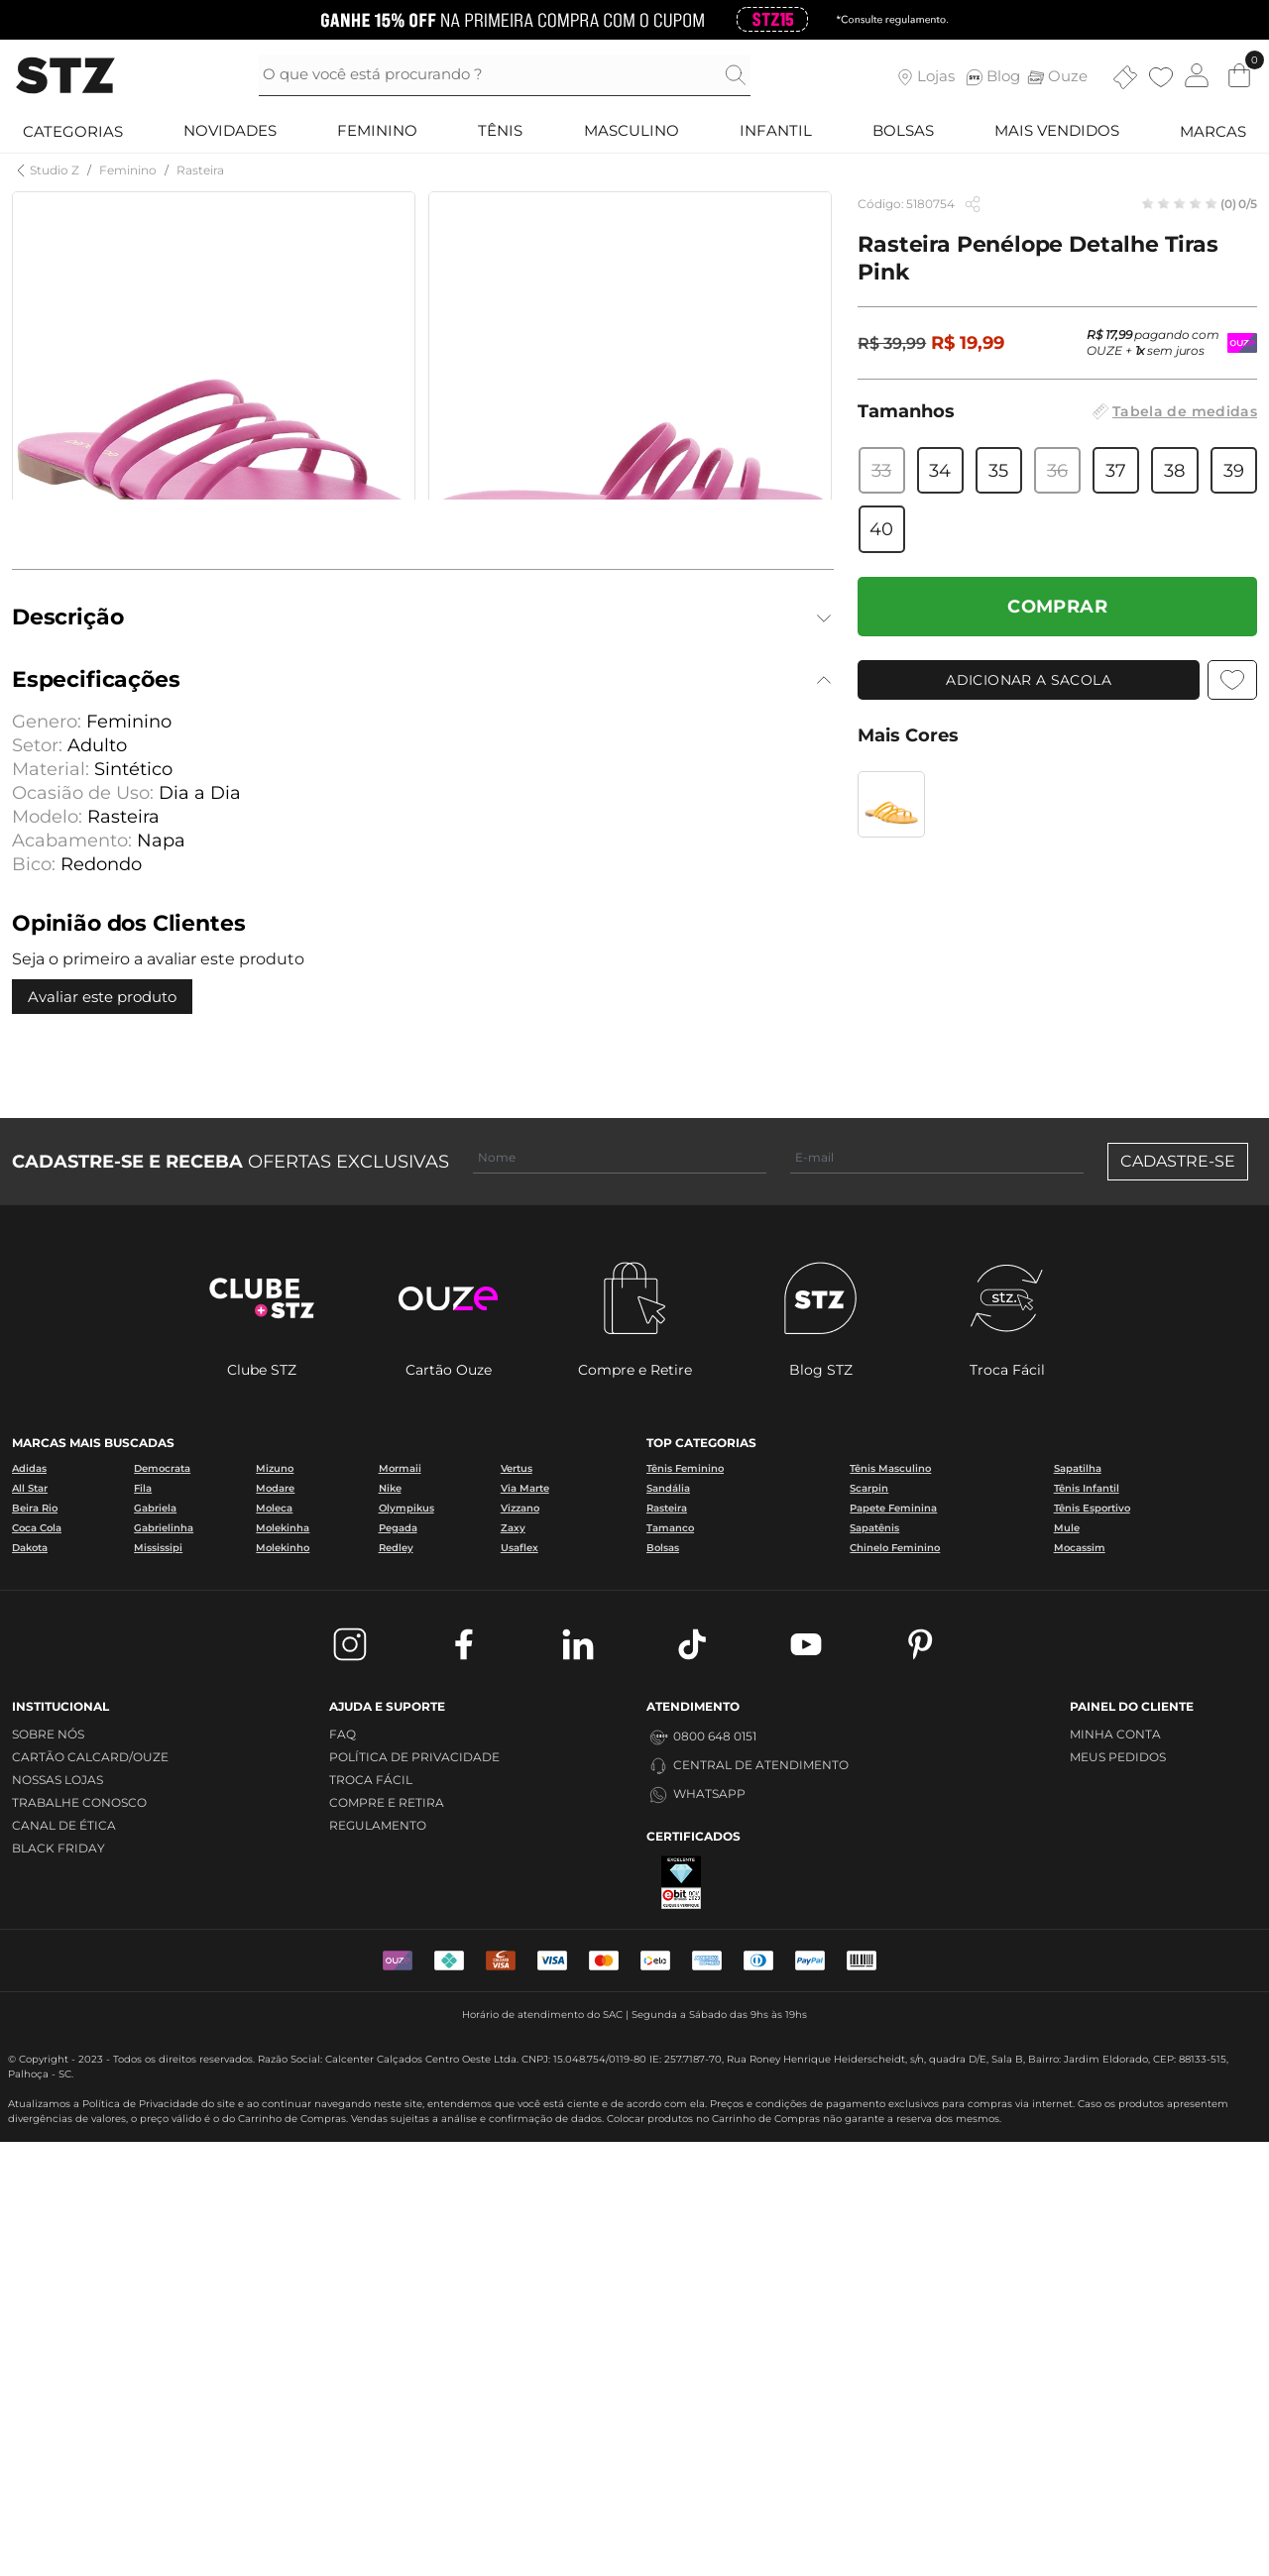 GANHE 15% OFF NA PRIMEIRA COMPRA COM O CUPOM STZ15 *Consulte regulamento.
STZ
O que você está procurando ?
Lojas STZ Blog Ouze 0
CATEGORIAS NOVIDADES FEMININO TÊNIS MASCULINO INFANTIL BOLSAS MAIS VENDIDOS MARCAS
Studio Z / Feminino / Rasteira
Código: 5180754 (0) 0/5
Rasteira Penélope Detalhe Tiras
Pink
R$ 39,99 R$ 19,99
R$ 17,99 pagando com
OUZE + 1x sem juros
Tamanhos
Tabela de medidas
33 34 35 36 37 38 39
40
COMPRAR
ADICIONAR A SACOLA
Mais Cores
Descrição
Especificações
Genero: Feminino
Setor: Adulto
Material: Sintético
Ocasião de Uso: Dia a Dia
Modelo: Rasteira
Acabamento: Napa
Bico: Redondo
Opinião dos Clientes
Seja o primeiro a avaliar este produto
Avaliar este produto
CADASTRE-SE E RECEBA OFERTAS EXCLUSIVAS Nome E-mail CADASTRE-SE
CLUBE
+STZ
ouze
STZ
stz.
Clube STZ Cartão Ouze Compre e Retire Blog STZ Troca Fácil
MARCAS MAIS BUSCADAS
Adidas Democrata Mizuno Mormaii Vertus
All Star Fila Modare Nike Via Marte
Beira Rio Gabriela Moleca Olympikus Vizzano
Coca Cola Gabrielinha Molekinha Pegada Zaxy
Dakota Mississipi Molekinho Redley Usaflex
TOP CATEGORIAS
Tênis Feminino Tênis Masculino Sapatilha
Sandália Scarpin Tênis Infantil
Rasteira Papete Feminina Tênis Esportivo
Tamanco Sapatênis Mule
Bolsas Chinelo Feminino Mocassim
INSTITUCIONAL
SOBRE NÓS
CARTÃO CALCARD/OUZE
NOSSAS LOJAS
TRABALHE CONOSCO
CANAL DE ÉTICA
BLACK FRIDAY
AJUDA E SUPORTE
FAQ
POLÍTICA DE PRIVACIDADE
TROCA FÁCIL
COMPRE E RETIRA
REGULAMENTO
ATENDIMENTO
0800 648 0151
CENTRAL DE ATENDIMENTO
WHATSAPP
CERTIFICADOS
EXCELENTE
ebit
CLIQUE E VERIFIQUE
PAINEL DO CLIENTE
MINHA CONTA
MEUS PEDIDOS
VISA VISA elo PayPal
Horário de atendimento do SAC | Segunda a Sábado das 9hs às 19hs
© Copyright - 2023 - Todos os direitos reservados. Razão Social: Calcenter Calçados Centro Oeste Ltda. CNPJ: 15.048.754/0119-80 IE: 257.7187-70, Rua Roney Henrique Heiderscheidt, s/n, quadra D/E, Sala B, Bairro: Jardim Eldorado, CEP: 88133-515,
Palhoça - SC.
Atualizamos a Política de Privacidade do site e ao continuar navegando neste site, entendemos que você está ciente e de acordo com ela. Preços e condições de pagamento exclusivos para compras via internet. Caso os produtos apresentem
divergências de valores, o preço válido é o do Carrinho de Compras. Vendas sujeitas a análise e confirmação de dados. Colocar produtos no Carrinho de Compras não garante a reserva dos mesmos.